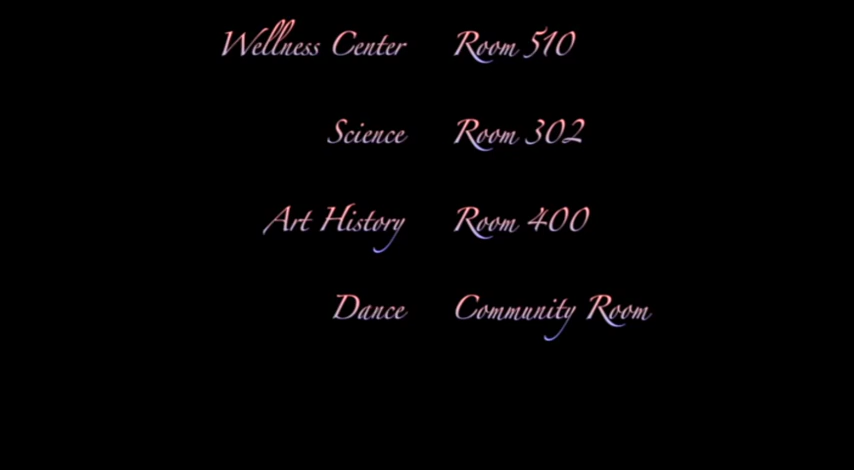 Wellness Center Room 510
Science Room 302
Art History Room 400
Dance Community Room